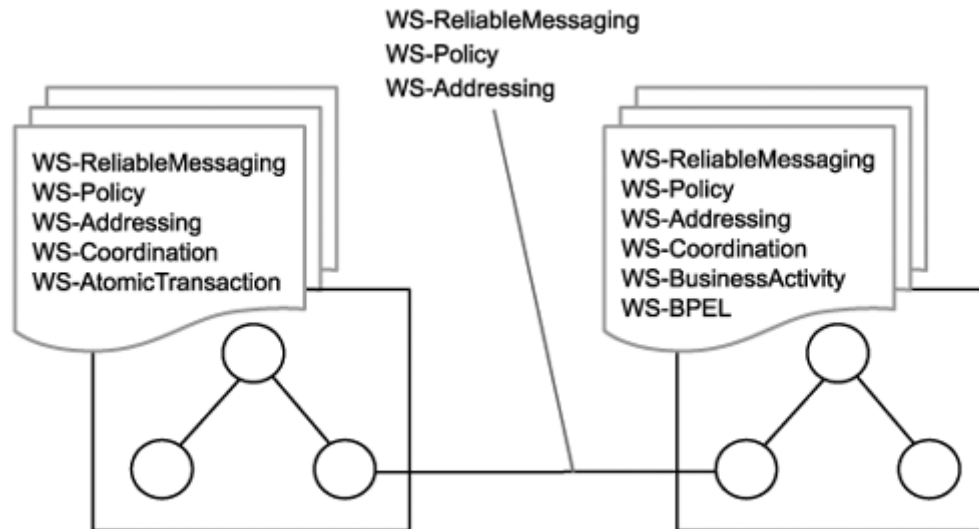 WS-ReliableMessaging
WS-Policy
WS-Addressing
WS-ReliableMessaging
WS-Policy
WS-Addressing
WS-Coordination
WS-AtomicTransaction
WS-ReliableMessaging
WS-Policy
WS-Addressing
WS-Coordination
WS-BusinessActivity
WS-BPEL